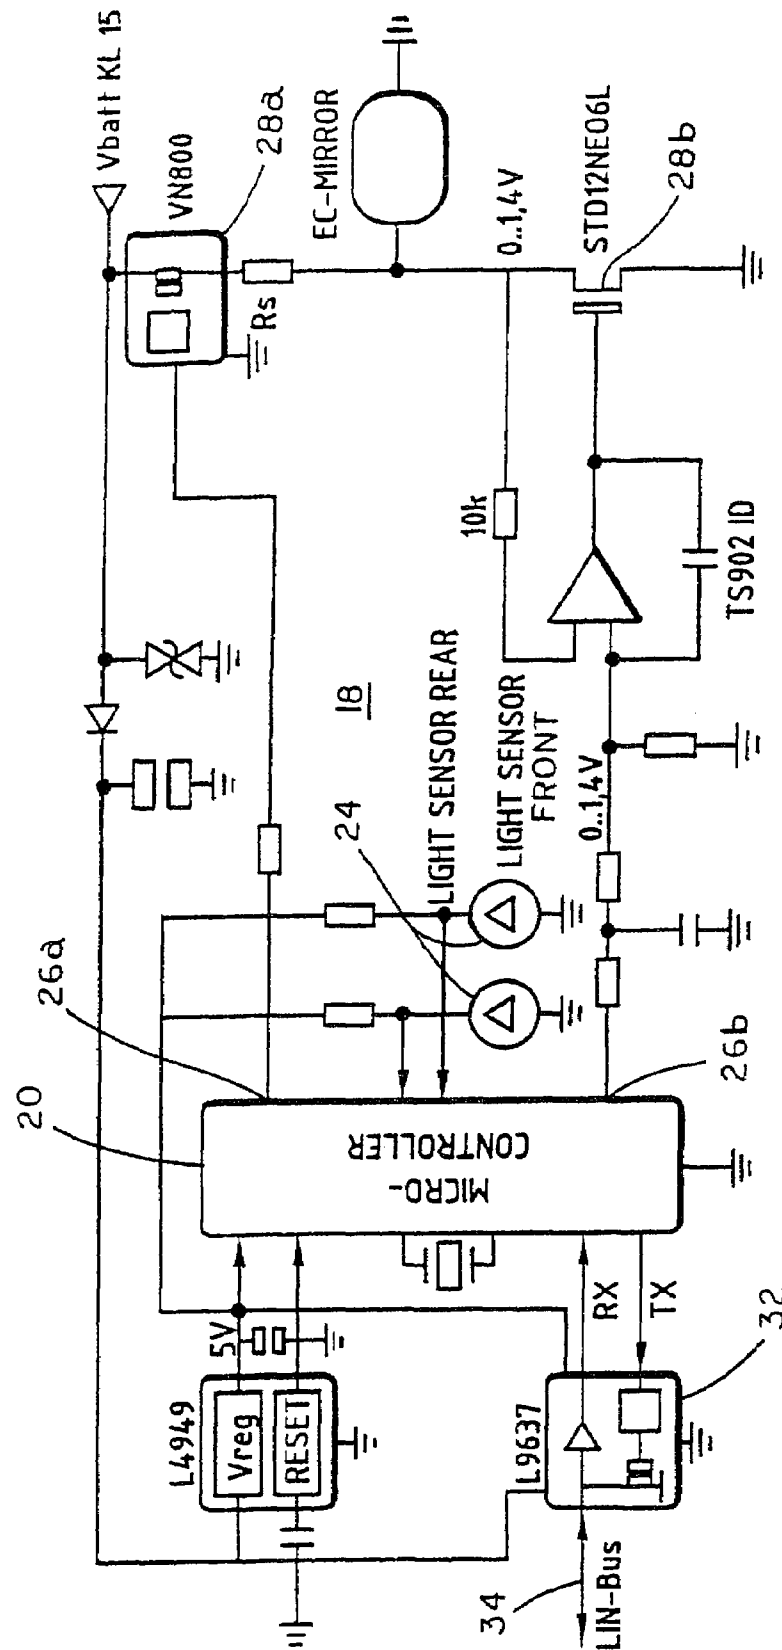 Vbatt KL 15
VN800
28a
Rs
EC-MIRROR
0..1,4V
STD12NE06L
28b
10k
TS902 ID
18
LIGHT SENSOR REAR
LIGHT SENSOR
FRONT
24
0..1,4V
26a
20
MICRO-
CONTROLLER
26b
5V
L4949
Vreg
RESET
RX
TX
L9637
32
34
LIN-Bus